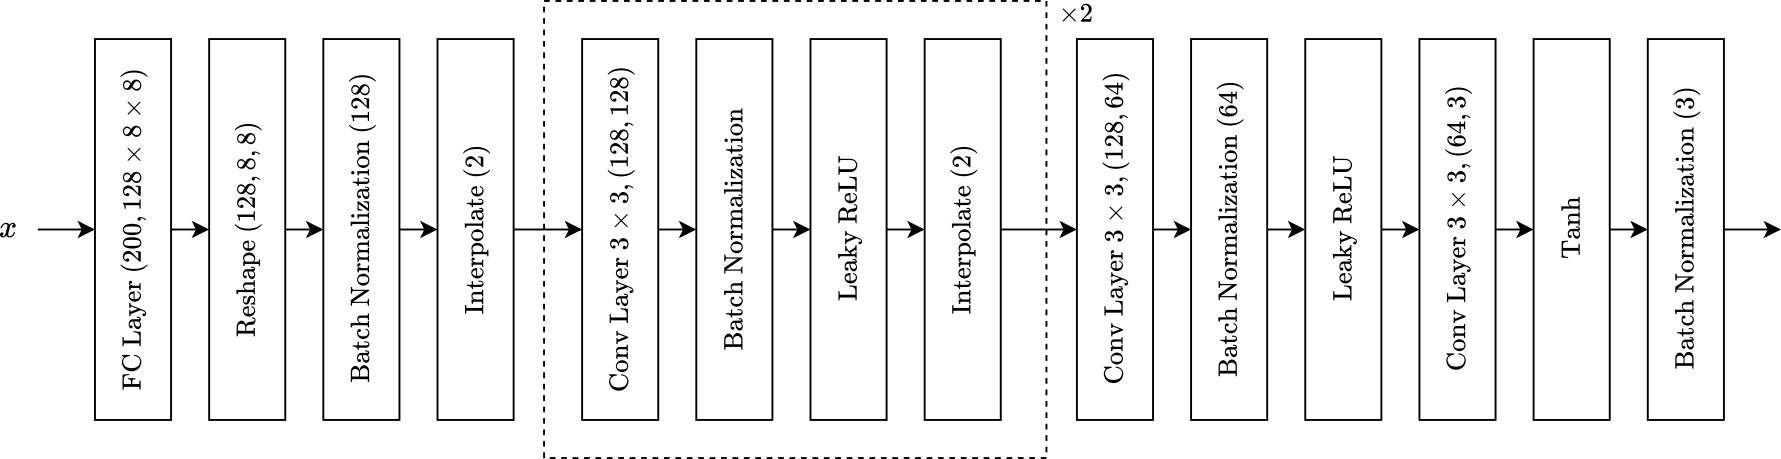 ×2
x
FC Layer (200, 128 × 8 × 8)
Reshape (128, 8, 8)
Batch Normalization (128)
Interpolate (2)
Conv Layer 3 × 3, (128, 128)
Batch Normalization
Leaky ReLU
Interpolate (2)
Conv Layer 3 × 3, (128, 64)
Batch Normalization (64)
Leaky ReLU
Conv Layer 3 × 3, (64, 3)
Tanh
Batch Normalization (3)